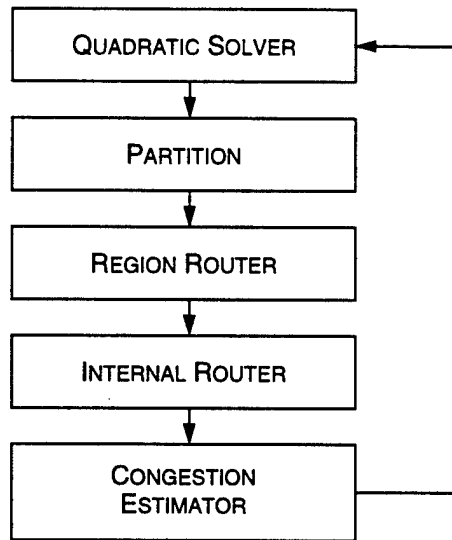 QUADRATIC SOLVER
PARTITION
REGION ROUTER
INTERNAL ROUTER
CONGESTION
ESTIMATOR